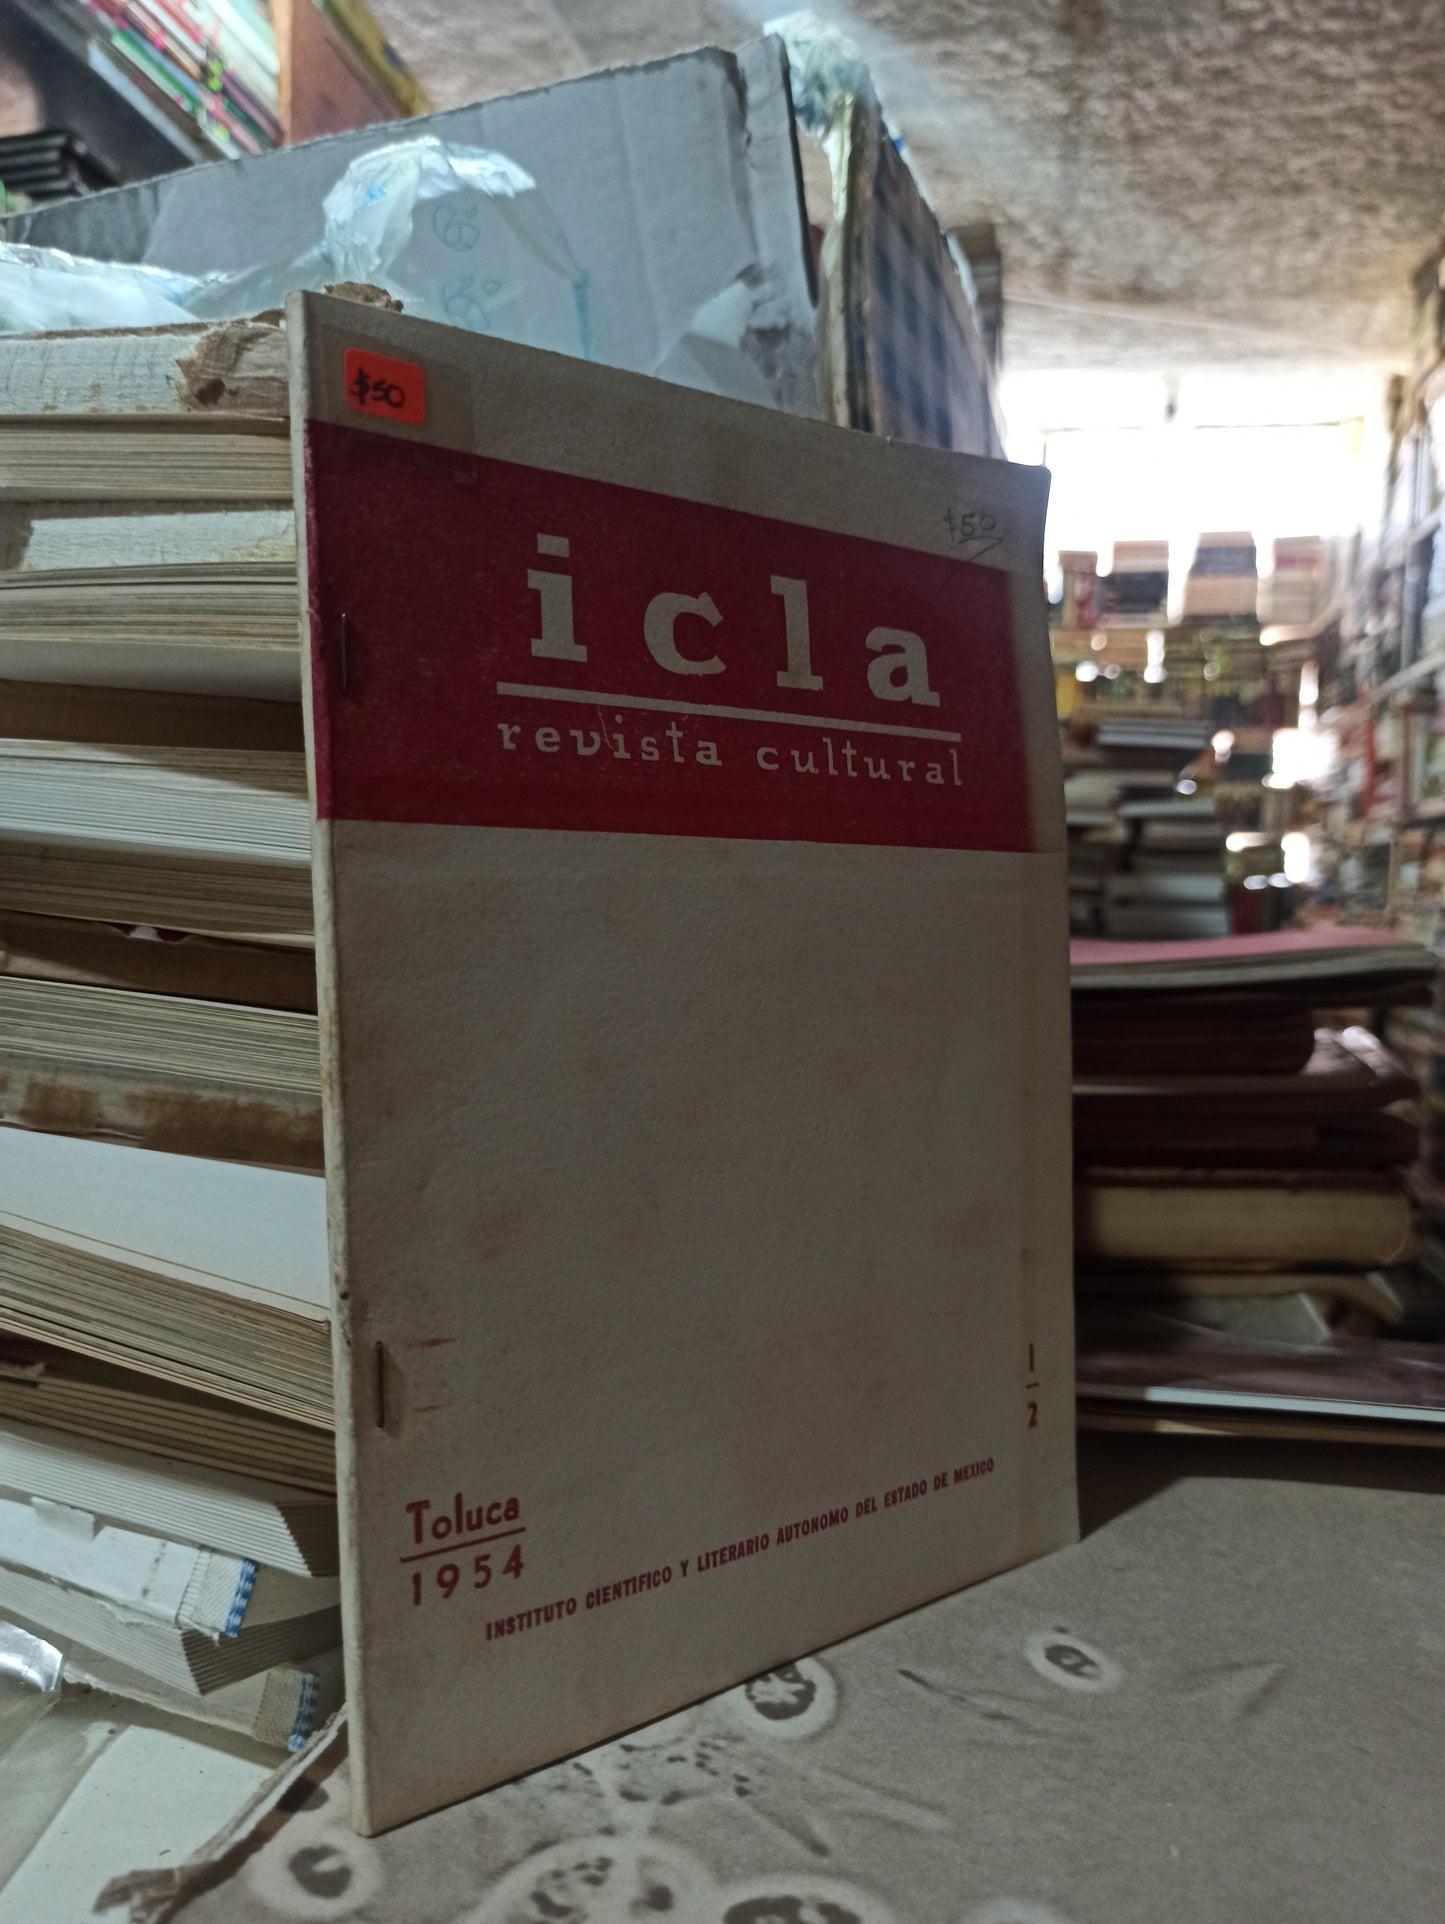 $50
$50
icla
revista cultural
1
2
Toluca
1954
INSTITUTO CIENTIFICO Y LITERARIO AUTONOMO DEL ESTADO DE MEXICO